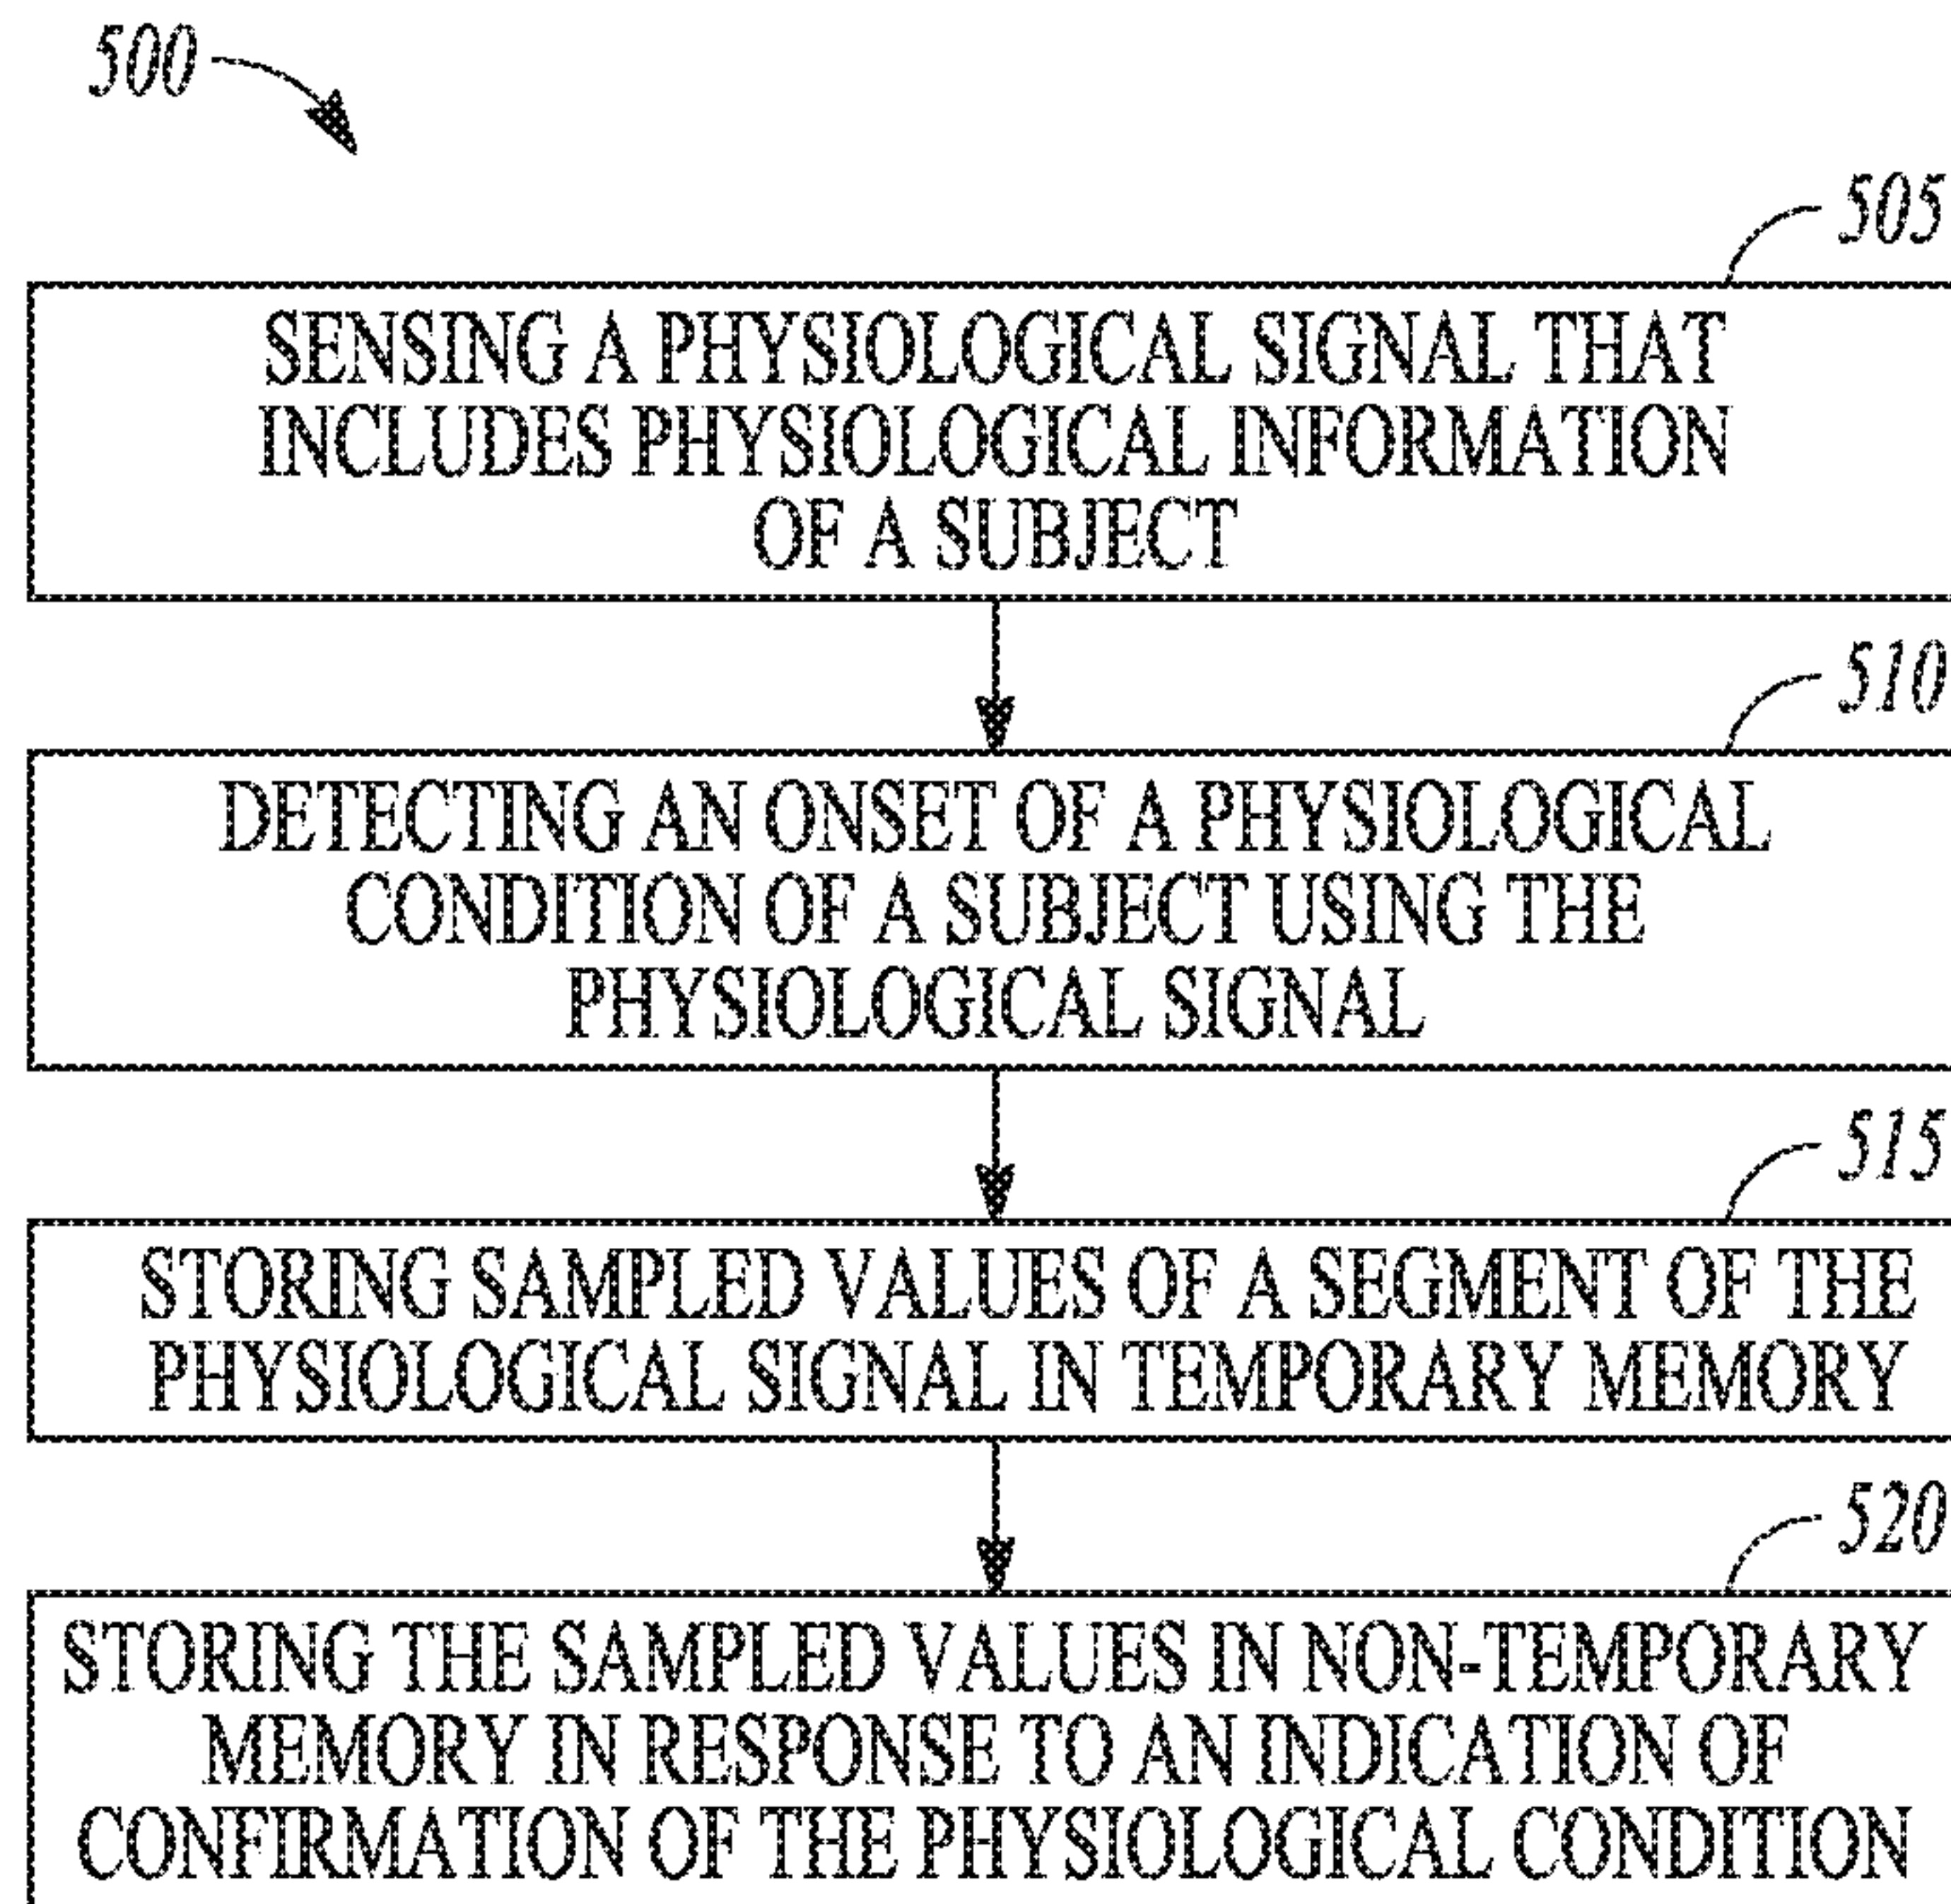 500
505
SENSING A PHYSIOLOGICAL SIGNAL THAT
INCLUDES PHYSIOLOGICAL INFORMATION
OF A SUBJECT
510
DETECTING AN ONSET OF A PHYSIOLOGICAL
CONDITION OF A SUBJECT USING THE
PHYSIOLOGICAL SIGNAL
515
STORING SAMPLED VALUES OF A SEGMENT OF THE
PHYSIOLOGICAL SIGNAL IN TEMPORARY MEMORY
520
STORING THE SAMPLED VALUES IN NON-TEMPORARY
MEMORY IN RESPONSE TO AN INDICATION OF
CONFIRMATION OF THE PHYSIOLOGICAL CONDITION